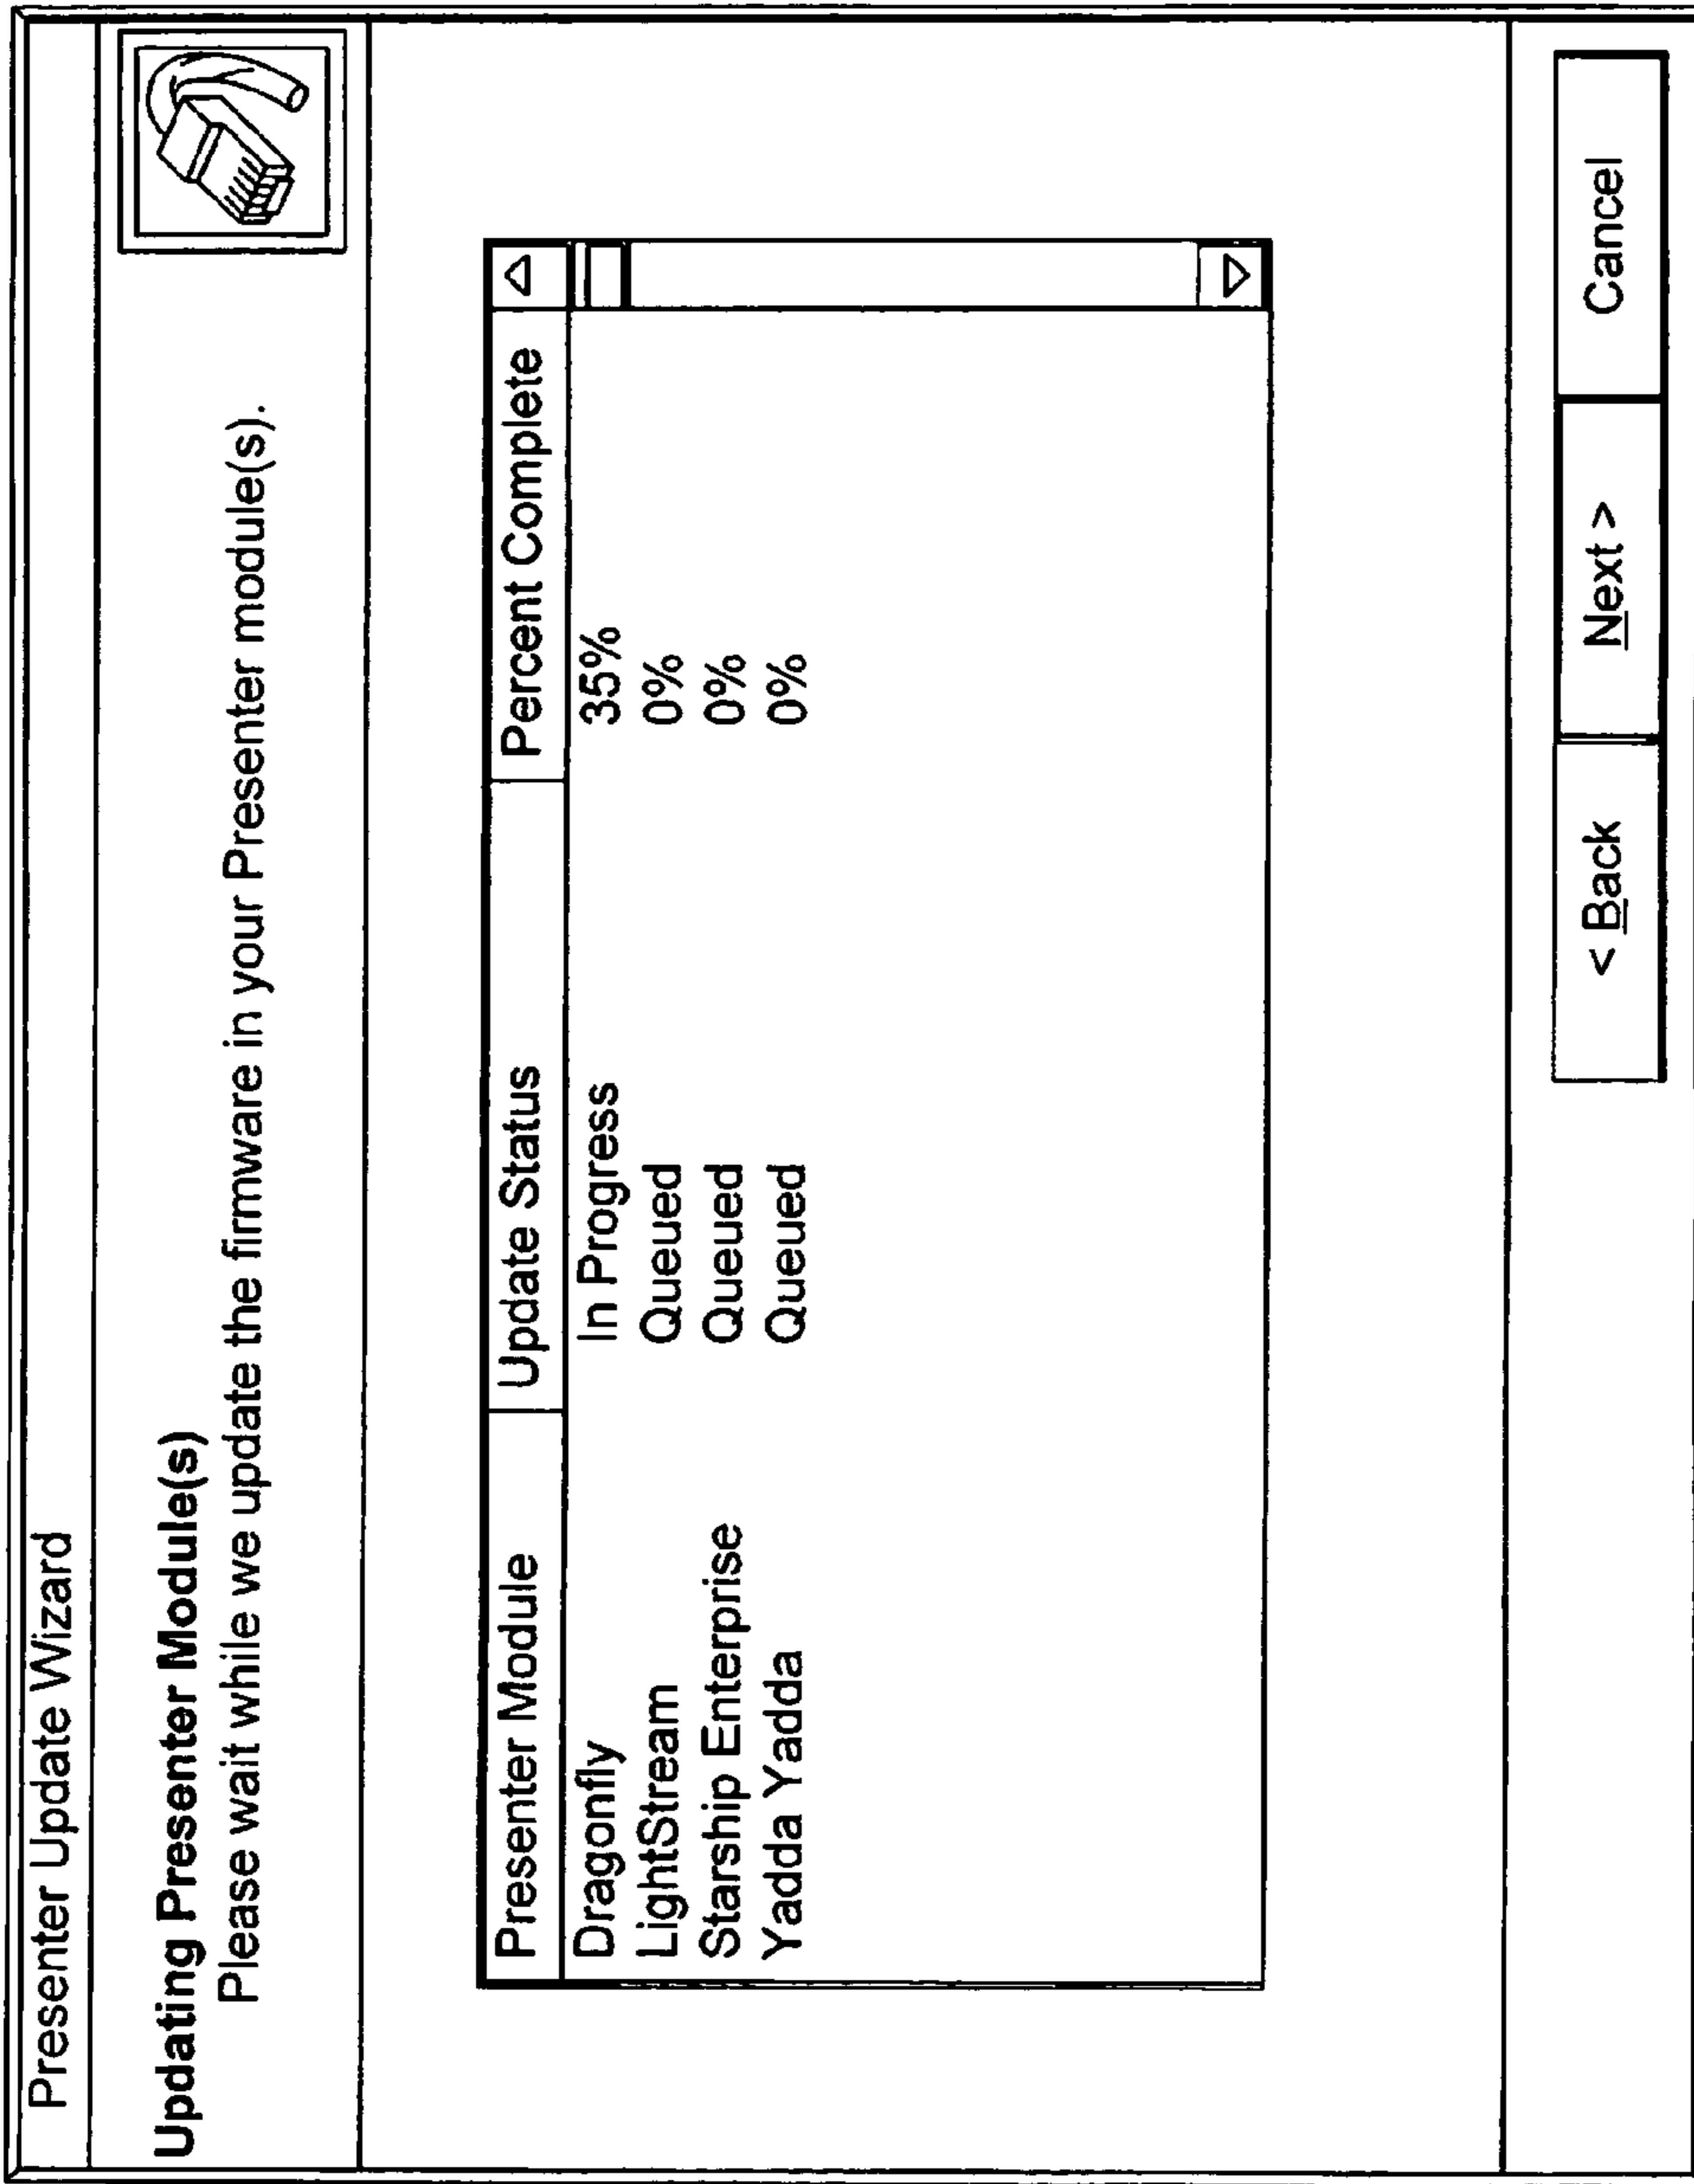 Presenter Update Wizard
Updating Presenter Module(s)
Please wait while we update the firmware in your Presenter module(s).
Presenter Module Update Status Percent Complete
Dragonfly In Progress 35%
LightStream Queued 0%
Starship Enterprise Queued 0%
Yadda Yadda Queued 0%
< Back Next > Cancel